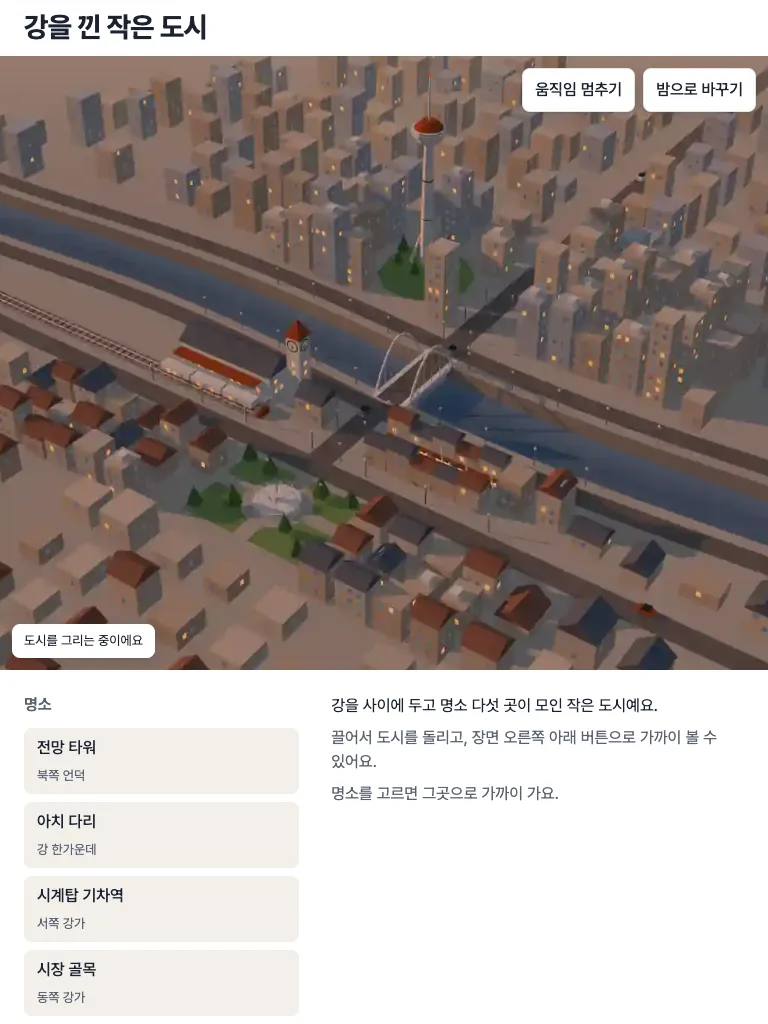 강을 낀 작은 도시
움직임 멈추기
밤으로 바꾸기
도시를 그리는 중이에요
명소
전망 타워
북쪽 언덕
아치 다리
강 한가운데
시계탑 기차역
서쪽 강가
시장 골목
동쪽 강가
강을 사이에 두고 명소 다섯 곳이 모인 작은 도시예요.
끌어서 도시를 돌리고, 장면 오른쪽 아래 버튼으로 가까이 볼 수
있어요.
명소를 고르면 그곳으로 가까이 가요.